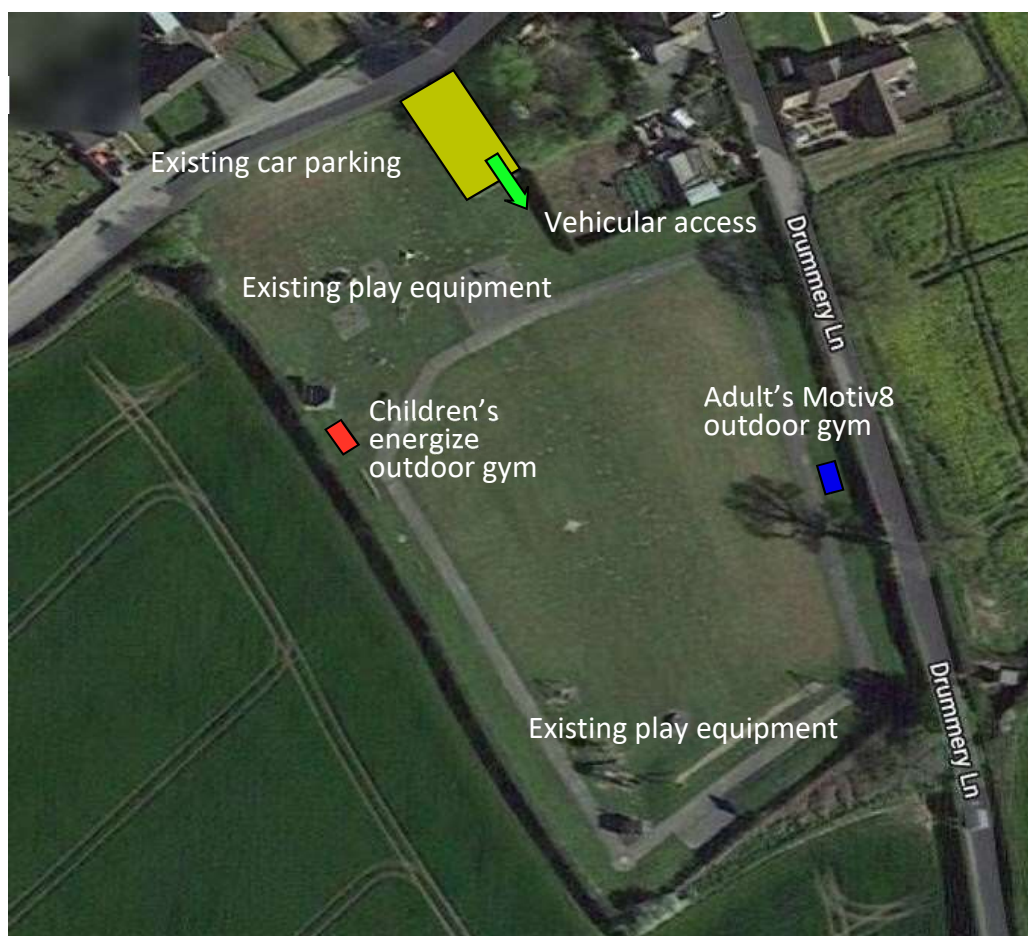 Existing car parking
Vehicular access
Existing play equipment
Drummery Ln
Children's
energize
outdoor gym
Adult's Motiv8
outdoor gym
Existing play equipment
Drummery Ln